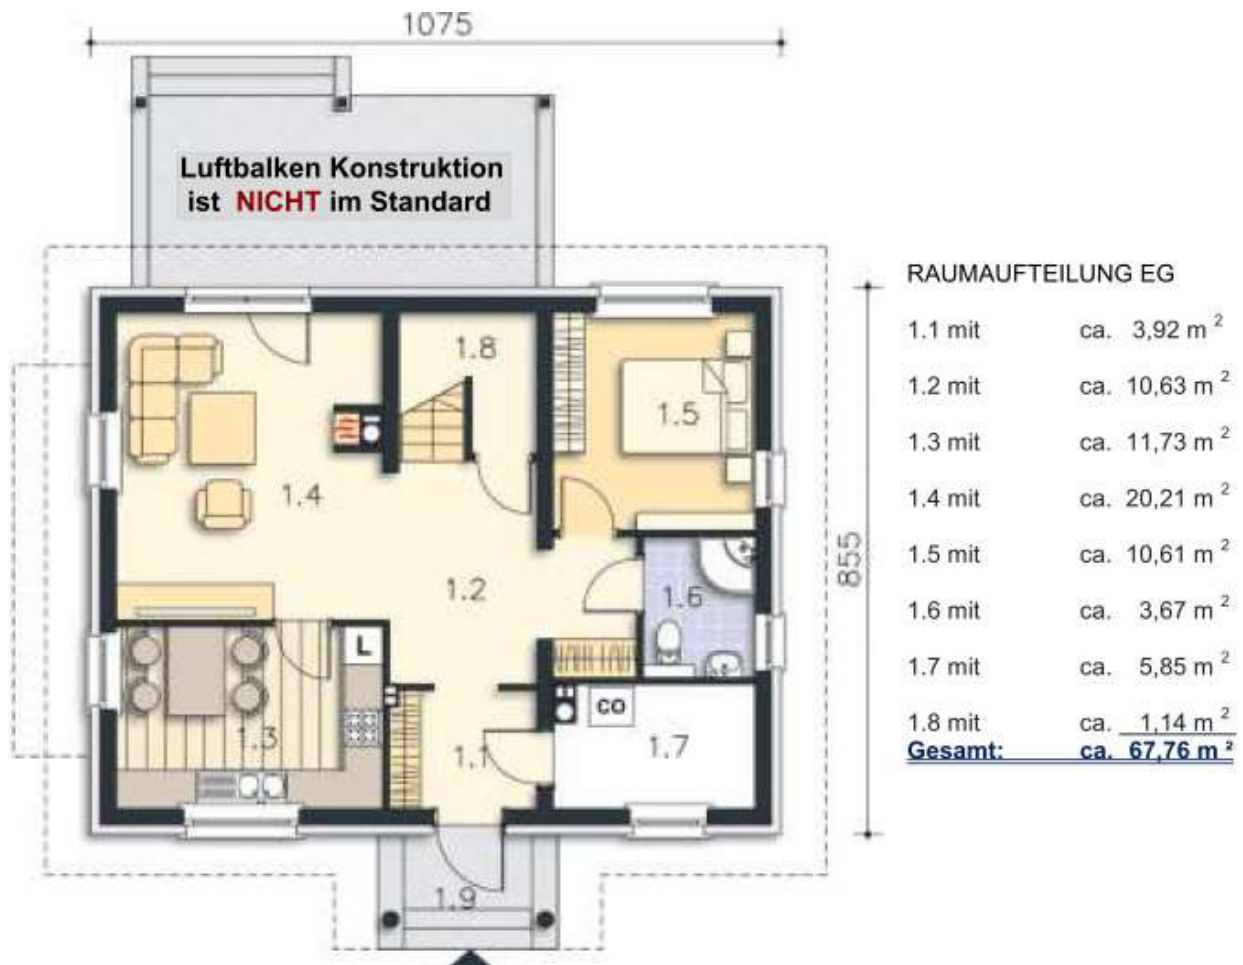 1075
Luftbalken Konstruktion
ist NICHT im Standard
RAUMAUFTEILUNG EG
1.1 mit ca. 3,92 m ²
1.2 mit ca. 10,63 m ²
1.3 mit ca. 11,73 m ²
1.4 mit ca. 20,21 m ²
1.5 mit ca. 10,61 m ²
1.6 mit ca. 3,67 m ²
1.7 mit ca. 5,85 m ²
1.8 mit ca. 1,14 m ²
Gesamt: ca. 67,76 m ²
855
1.8
1.5
1.4
1.2
1.6
L
CO
1.3
1.1
1.7
1.9